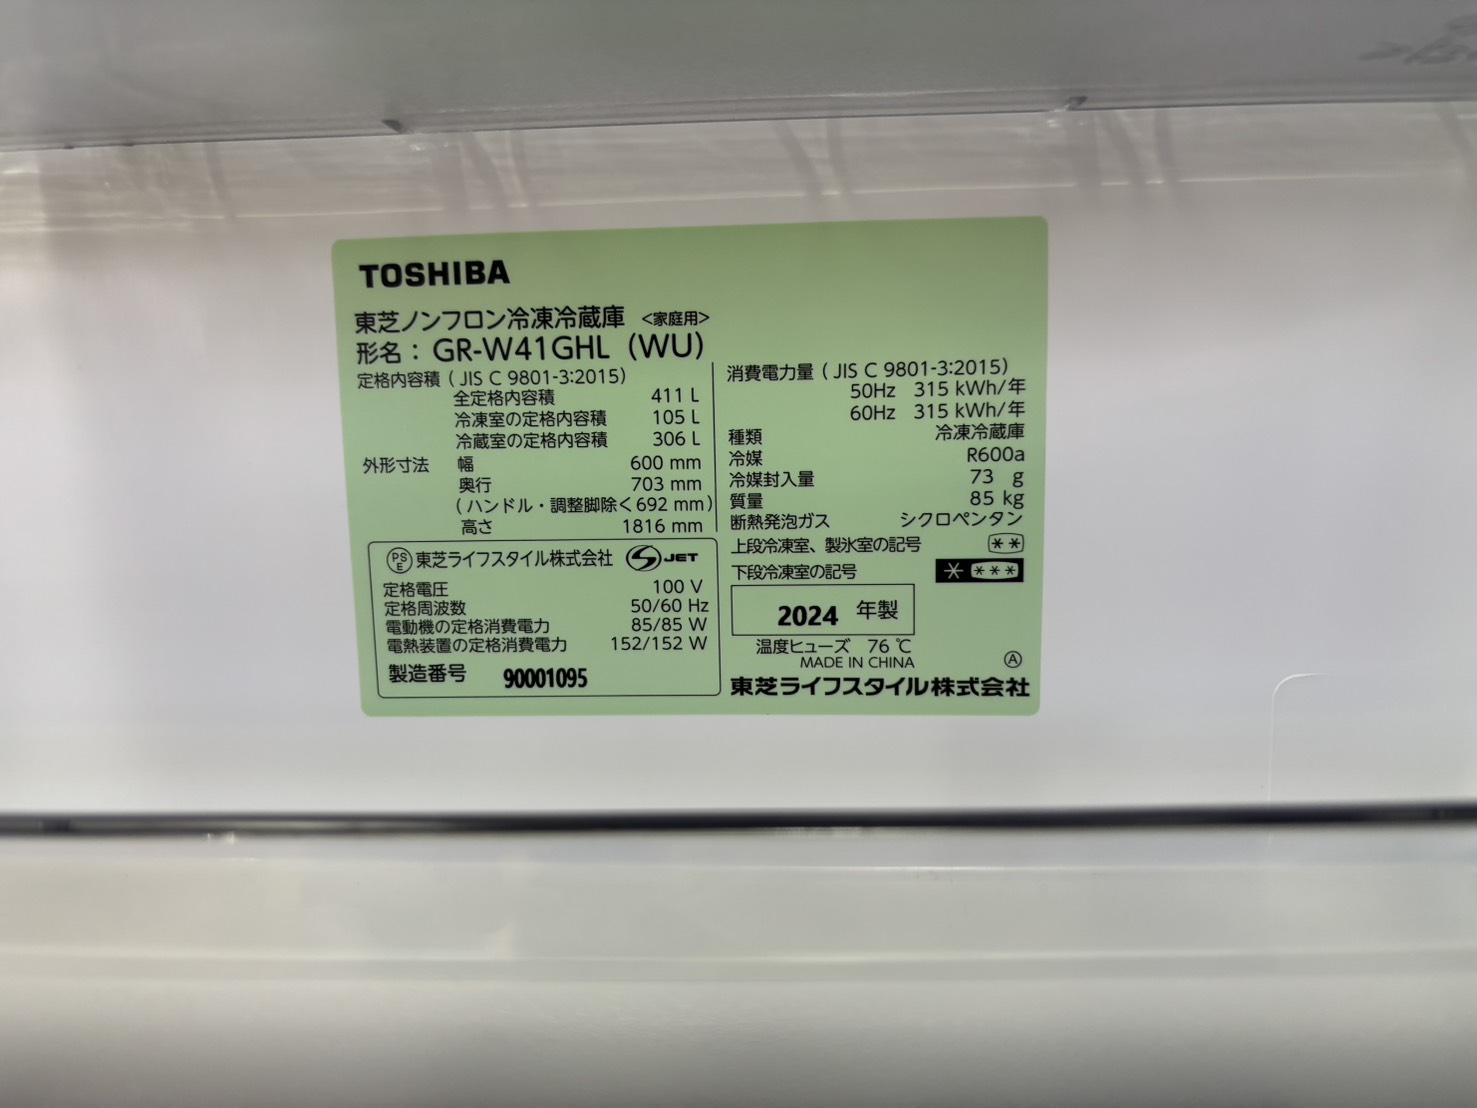 TOSHIBA
東芝ノンフロン冷凍冷蔵庫 <家庭用>
形名： GR-W41GHL (WU)
定格内容積 ( JIS C 9801-3:2015)
全定格内容積 411 L
冷凍室の定格内容積 105 L
冷蔵室の定格内容積 306 L
外形寸法 幅 600 mm
奥行 703 mm
(ハンドル・調整脚除く692 mm)
高さ 1816 mm
PS E 東芝ライフスタイル株式会社 S JET
定格電圧 100 V
定格周波数 50/60 Hz
電動機の定格消費電力 85/85 W
電熱装置の定格消費電力 152/152 W
製造番号 90001095
消費電力量 ( JIS C 9801-3:2015)
50Hz 315 kWh/年
60Hz 315 kWh/年
種類 冷凍冷蔵庫
冷媒 R600a
冷媒封入量 73 g
質量 85 kg
断熱発泡ガス シクロペンタン
上段冷凍室、製氷室の記号 **
下段冷凍室の記号 * ***
2024 年製
温度ヒューズ 76 ℃
MADE IN CHINA Ⓐ
東芝ライフスタイル株式会社